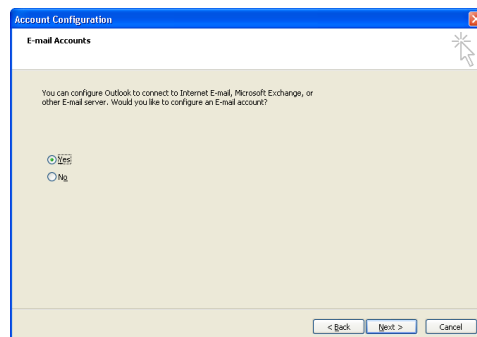 Account Configuration
E-mail Accounts
You can configure Outlook to connect to Internet E-mail, Microsoft Exchange, or
other E-mail server. Would you like to configure an E-mail account?
Yes
No
< Back Next > Cancel